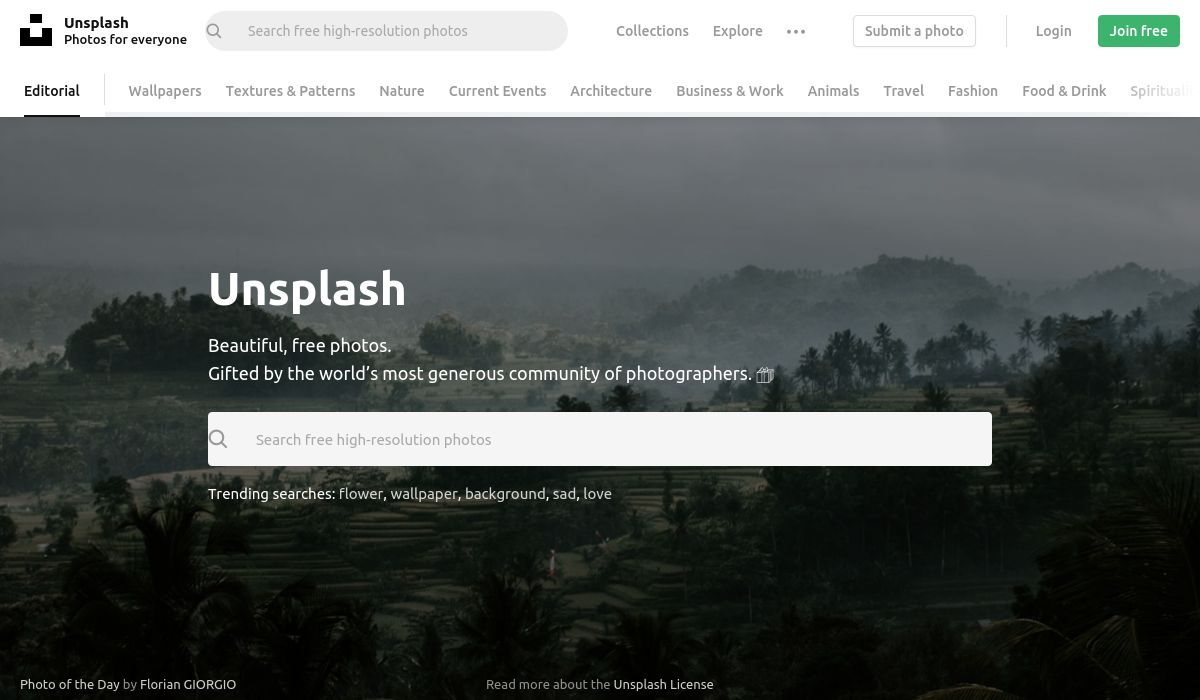 Unsplash
Photos for everyone
Search free high-resolution photos
Collections
Explore
Submit a photo
Login
Join free
Editorial
Wallpapers
Textures & Patterns
Nature
Current Events
Architecture
Business & Work
Animals
Travel
Fashion
Food & Drink
Unsplash
Beautiful, free photos.
Gifted by the world’s most generous community of photographers.
Search free high-resolution photos
Trending searches: flower, wallpaper, background, sad, love
Photo of the Day by Florian GIORGIO
Read more about the Unsplash License